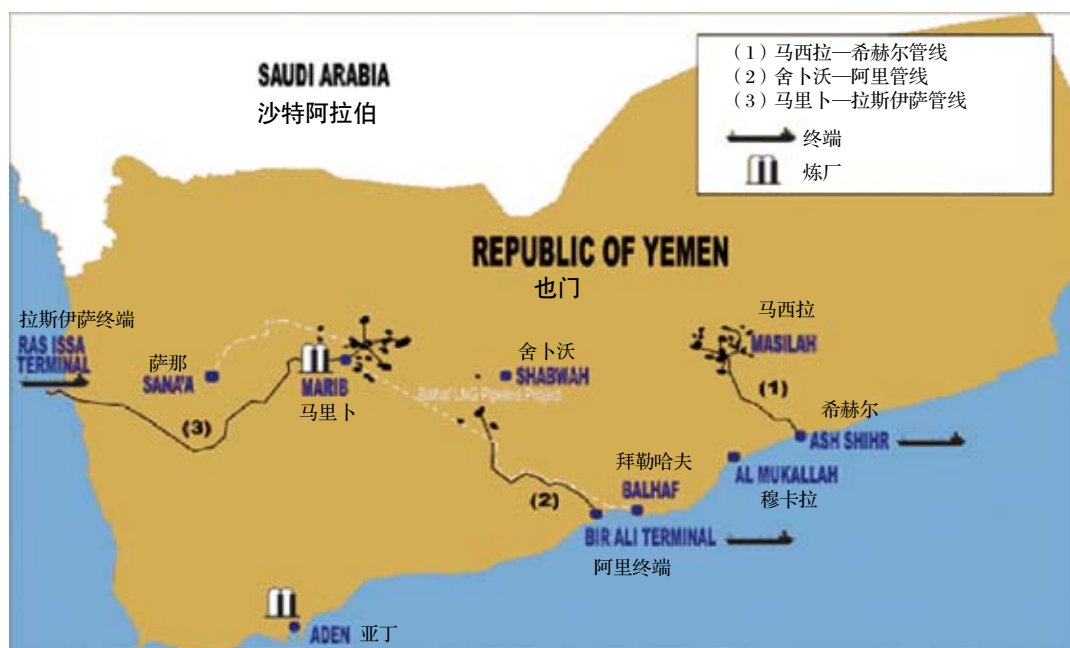 SAUDI ARABIA
沙特阿拉伯
(1)马西拉—希赫尔管线
(2)舍卜沃—阿里管线
(3)马里卜—拉斯伊萨管线
终端
炼厂
REPUBLIC OF YEMEN
也门
拉斯伊萨终端
RAS ISSA
TERMINAL
萨那
SANA'A
MARIB
马里卜
(3)
舍卜沃
SHABWAH
Balhaf LNG Pipeline Project
马西拉
MASILAH
(1)
希赫尔
ASH SHIHR
AL MUKALLAH
穆卡拉
拜勒哈夫
BALHAF
(2)
BIR ALI TERMINAL
阿里终端
ADEN 亚丁